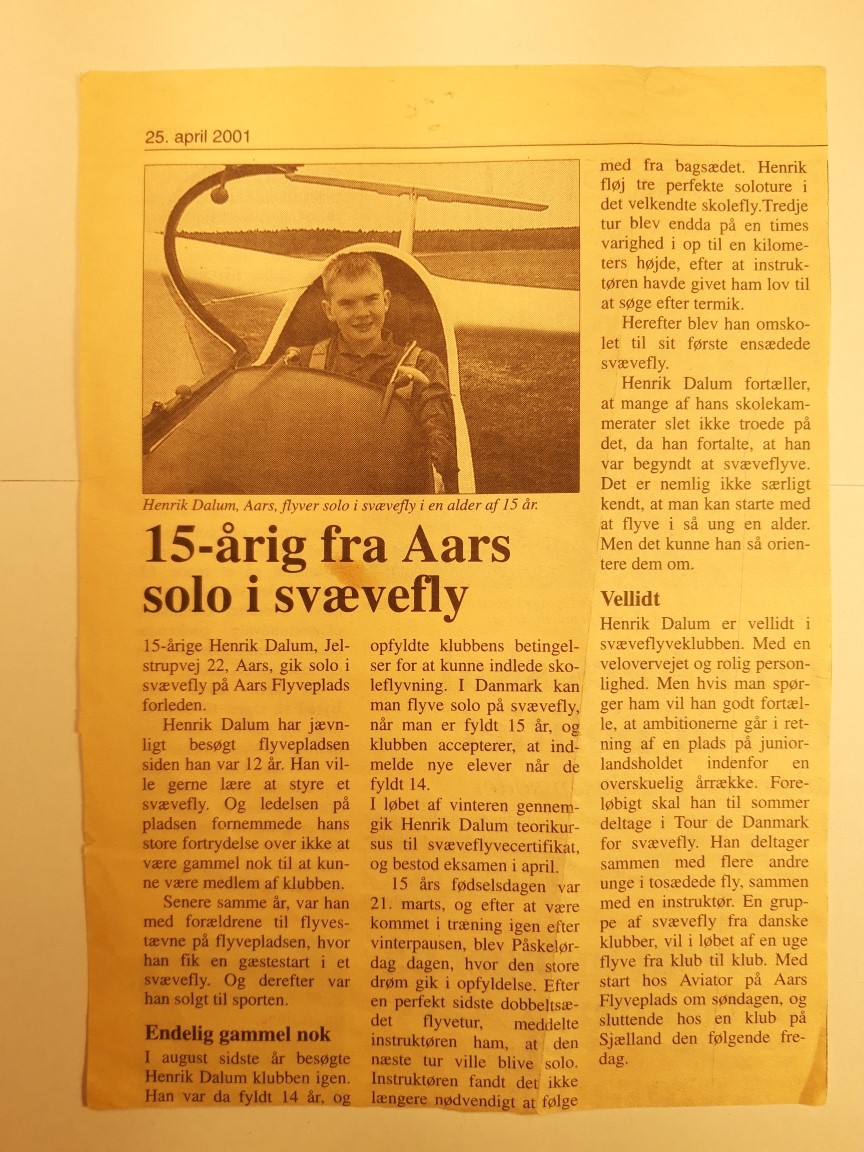 25. april 2001
Henrik Dalum, Aars, flyver solo i svævefly i en alder af 15 år.
15-årig fra Aars
solo i svævefly
15-årige Henrik Dalum, Jel-
strupvej 22, Aars, gik solo i
svævefly på Aars Flyveplads
forleden.
Henrik Dalum har jævn-
ligt besøgt flyvepladsen
siden han var 12 år. Han vil-
le gerne lære at styre et
svævefly. Og ledelsen på
pladsen fornemmede hans
store fortrydelse over ikke at
være gammel nok til at kun-
ne være medlem af klubben.
Senere samme år, var han
med forældrene til flyves-
tævne på flyvepladsen, hvor
han fik en gæstestart i et
svævefly. Og derefter var
han solgt til sporten.
Endelig gammel nok
I august sidste år besøgte
Henrik Dalum klubben igen.
Han var da fyldt 14 år, og
opfyldte klubbens betingel-
ser for at kunne indlede sko-
leflyvning. I Danmark kan
man flyve solo på svævefly,
når man er fyldt 15 år, og
klubben accepterer, at ind-
melde nye elever når de
fyldt 14.
I løbet af vinteren gennem-
gik Henrik Dalum teorikur-
sus til svæveflyvecertifikat,
og bestod eksamen i april.
15 års fødselsdagen var
21. marts, og efter at være
kommet i træning igen efter
vinterpausen, blev Påskelør-
dag dagen, hvor den store
drøm gik i opfyldelse. Efter
en perfekt sidste dobbeltsæ-
det flyvetur, meddelte
instruktøren ham, at den
næste tur ville blive solo.
Instruktøren fandt det ikke
længere nødvendigt at følge
med fra bagsædet. Henrik
fløj tre perfekte soloture i
det velkendte skolefly.Tredje
tur blev endda på en times
varighed i op til en kilome-
ters højde, efter at instruk-
tøren havde givet ham lov til
at søge efter termik.
Herefter blev han omsko-
let til sit første ensædede
svævefly.
Henrik Dalum fortæller,
at mange af hans skolekam-
merater slet ikke troede på
det, da han fortalte, at han
var begyndt at svæveflyve.
Det er nemlig ikke særligt
kendt, at man kan starte med
at flyve i så ung en alder.
Men det kunne han så orien-
tere dem om.
Vellidt
Henrik Dalum er vellidt i
svæveflyveklubben. Med en
velovervejet og rolig person-
lighed. Men hvis man spør-
ger ham vil han godt fortæl-
le, at ambitionerne går i ret-
ning af en plads på junior-
landsholdet indenfor en
overskuelig årrække. Fore-
løbigt skal han til sommer
deltage i Tour de Danmark
for svævefly. Han deltager
sammen med flere andre
unge i tosædede fly, sammen
med en instruktør. En grup-
pe af svævefly fra danske
klubber, vil i løbet af en uge
flyve fra klub til klub. Med
start hos Aviator på Aars
Flyveplads om søndagen, og
sluttende hos en klub på
Sjælland den følgende fre-
dag.